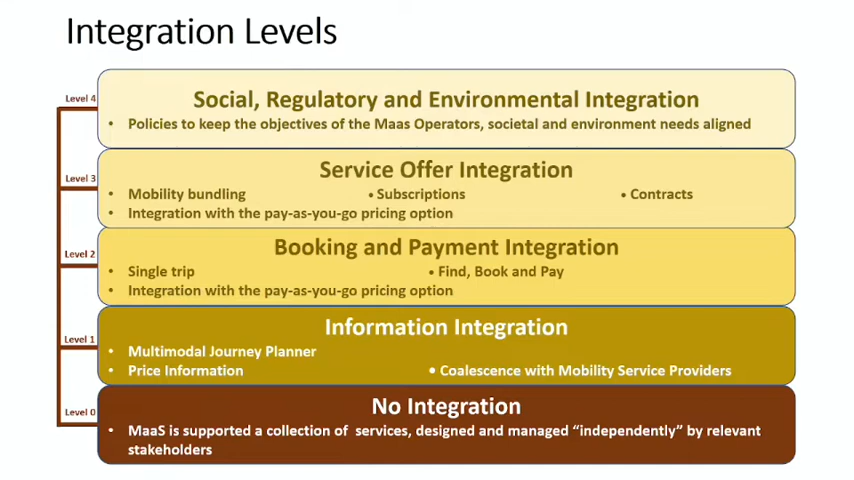 Integration Levels
Level 4
Social, Regulatory and Environmental Integration
• Policies to keep the objectives of the Maas Operators, societal and environment needs aligned
Level 3
Service Offer Integration
• Mobility bundling • Subscriptions • Contracts
• Integration with the pay-as-you-go pricing option
Level 2
Booking and Payment Integration
• Single trip • Find, Book and Pay
• Integration with the pay-as-you-go pricing option
Level 1
Information Integration
• Multimodal Journey Planner
• Price Information • Coalescence with Mobility Service Providers
Level 0
No Integration
• MaaS is supported a collection of services, designed and managed “independently” by relevant
stakeholders